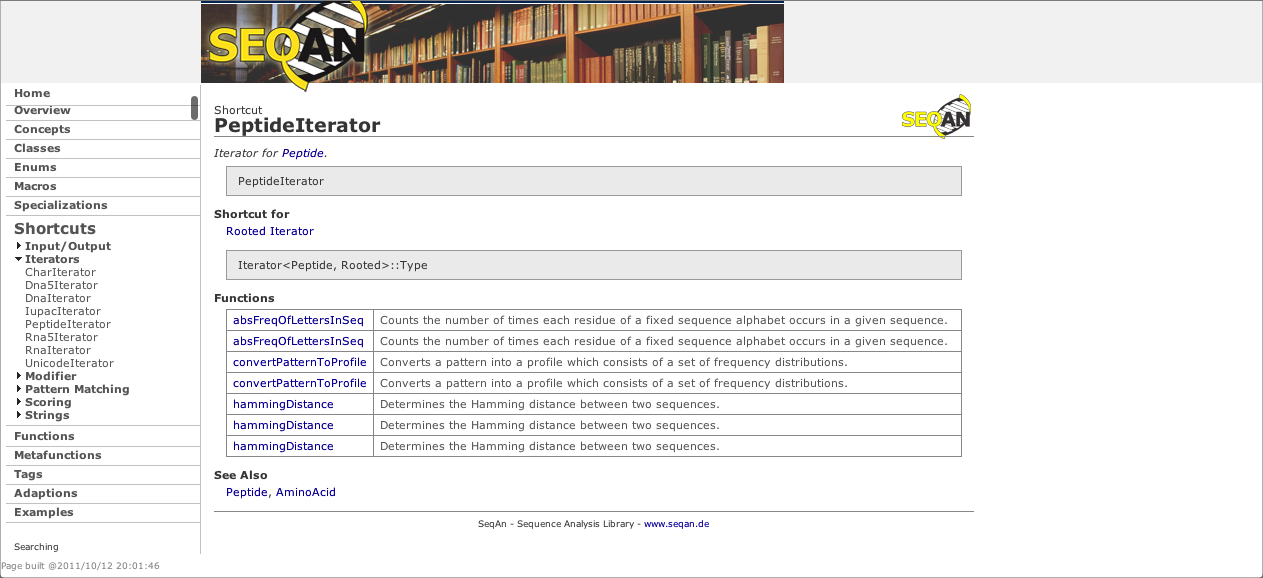 SEQAN
Home
Overview
Concepts
Classes
Enums
Macros
Specializations
Shortcuts
Input/Output
Iterators
CharIterator
Dna5Iterator
DnaIterator
IupacIterator
PeptideIterator
Rna5Iterator
RnaIterator
UnicodeIterator
Modifier
Pattern Matching
Scoring
Strings
Functions
Metafunctions
Tags
Adaptions
Examples
Searching
Page built @2011/10/12 20:01:46
Shortcut
PeptideIterator
SEQAN
Iterator for Peptide.
PeptideIterator
Shortcut for
Rooted Iterator
Iterator<Peptide, Rooted>::Type
Functions
absFreqOfLettersInSeq Counts the number of times each residue of a fixed sequence alphabet occurs in a given sequence.
absFreqOfLettersInSeq Counts the number of times each residue of a fixed sequence alphabet occurs in a given sequence.
convertPatternToProfile Converts a pattern into a profile which consists of a set of frequency distributions.
convertPatternToProfile Converts a pattern into a profile which consists of a set of frequency distributions.
hammingDistance Determines the Hamming distance between two sequences.
hammingDistance Determines the Hamming distance between two sequences.
hammingDistance Determines the Hamming distance between two sequences.
See Also
Peptide, AminoAcid
SeqAn - Sequence Analysis Library - www.seqan.de